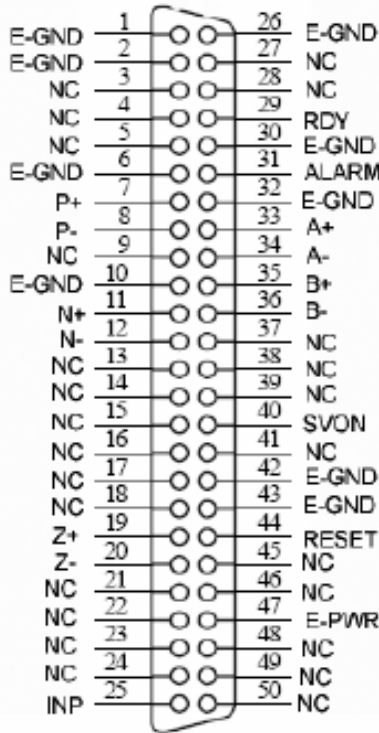 E-GND 1 26 E-GND
E-GND 2 27 NC
NC 3 28 NC
NC 4 29 RDY
NC 5 30 E-GND
E-GND 6 31 ALARM
P+ 7 32 E-GND
P- 8 33 A+
NC 9 34 A-
E-GND 10 35 B+
N+ 11 36 B-
N- 12 37 NC
NC 13 38 NC
NC 14 39 NC
NC 15 40 SVON
NC 16 41 NC
NC 17 42 E-GND
NC 18 43 E-GND
Z+ 19 44 RESET
Z- 20 45 NC
NC 21 46 NC
NC 22 47 E-PWR
NC 23 48 NC
NC 24 49 NC
INP 25 50 NC